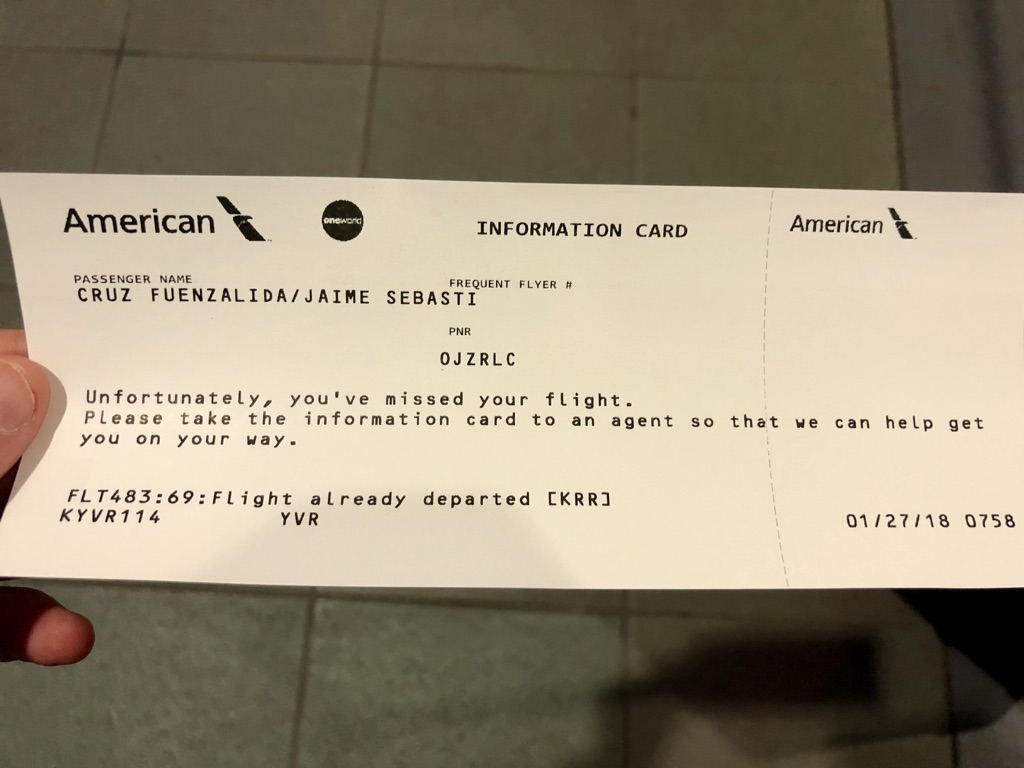 American oneworld INFORMATION CARD American
PASSENGER NAME FREQUENT FLYER #
CRUZ FUENZALIDA/JAIME SEBASTI
PNR
OJZRLC
Unfortunately, you've missed your flight.
Please take the information card to an agent so that we can help get
you on your way.
FLT483:69:Flight already departed [KRR]
KYVR114 YVR 01/27/18 0758